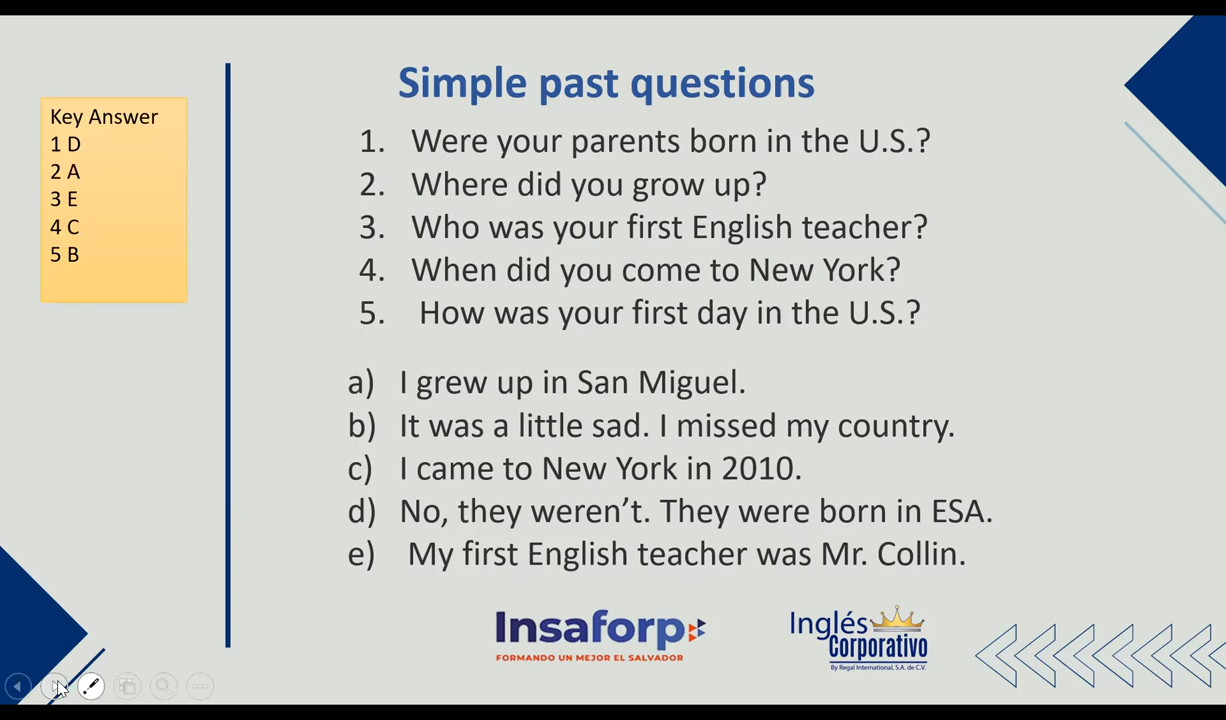 Simple past questions
Key Answer
1 D
2 A
3 E
4 C
5 B
1. Were your parents born in the U.S.?
2. Where did you grow up?
3. Who was your first English teacher?
4. When did you come to New York?
5. How was your first day in the U.S.?
a) I grew up in San Miguel.
b) It was a little sad. I missed my country.
c) I came to New York in 2010.
d) No, they weren’t. They were born in ESA.
e) My first English teacher was Mr. Collin.
Insaforp
FORMANDO UN MEJOR EL SALVADOR
Inglés
Corporativo
By Regal International, S.A. de C.V.